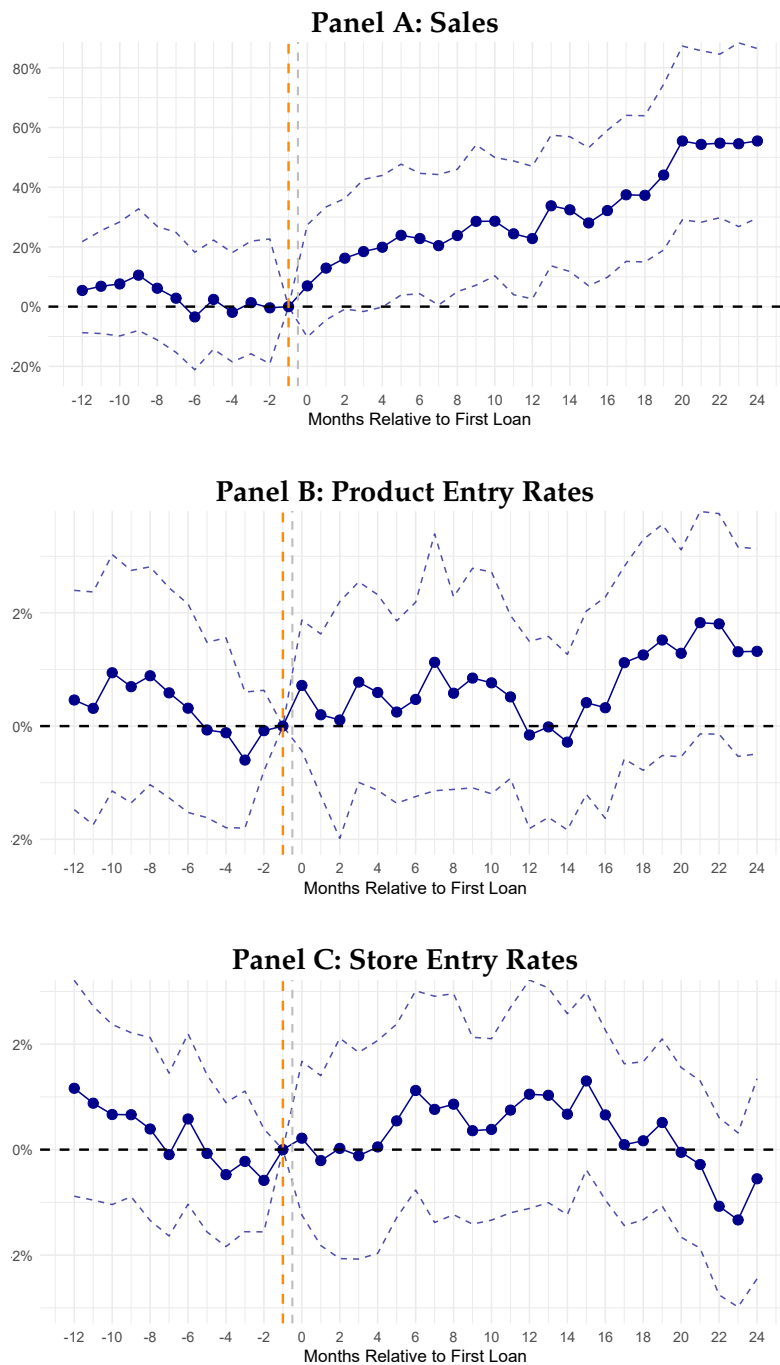 Panel A: Sales
80%
60%
40%
20%
0%
-20%
-12 -10 -8 -6 -4 -2 0 2 4 6 8 10 12 14 16 18 20 22 24
Months Relative to First Loan
Panel B: Product Entry Rates
2%
0%
-2%
-12 -10 -8 -6 -4 -2 0 2 4 6 8 10 12 14 16 18 20 22 24
Months Relative to First Loan
Panel C: Store Entry Rates
2%
0%
-2%
-12 -10 -8 -6 -4 -2 0 2 4 6 8 10 12 14 16 18 20 22 24
Months Relative to First Loan